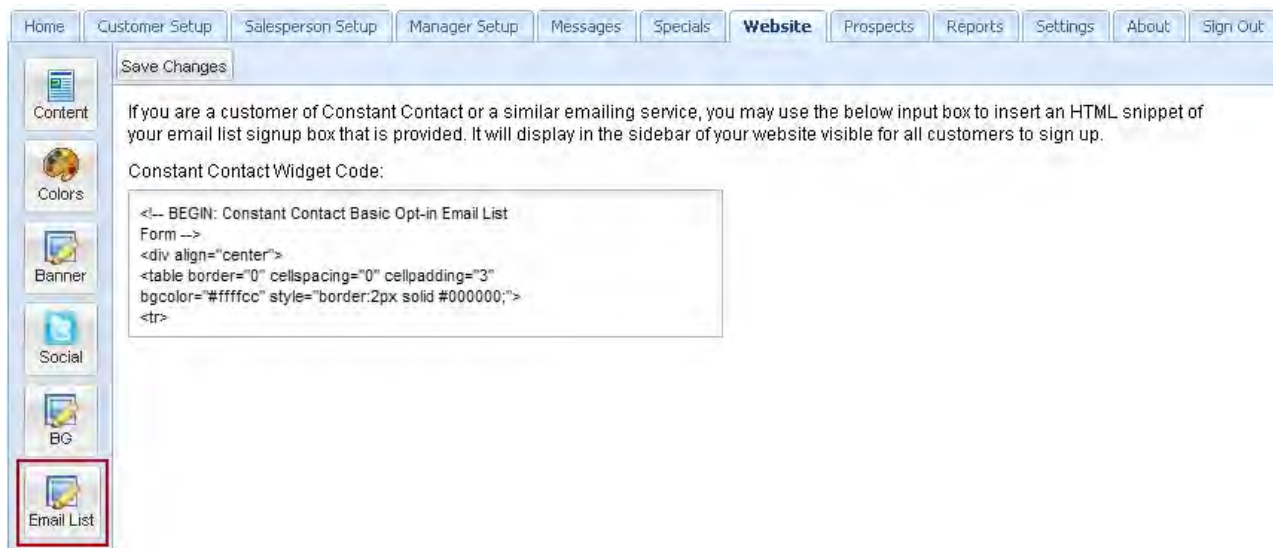 Home Customer Setup Salesperson Setup Manager Setup Messages Specials Website Prospects Reports Settings About Sign Out
Save Changes
Content
If you are a customer of Constant Contact or a similar emailing service, you may use the below input box to insert an HTML snippet of
your email list signup box that is provided. It will display in the sidebar of your website visible for all customers to sign up.
Constant Contact Widget Code:
Colors
<!-- BEGIN: Constant Contact Basic Opt-in Email List
Form -->
<div align="center">
<table border="0" cellspacing="0" cellpadding="3"
bgcolor="#ffffcc" style="border:2px solid #000000;">
<tr>
Banner
Social
BG
Email List